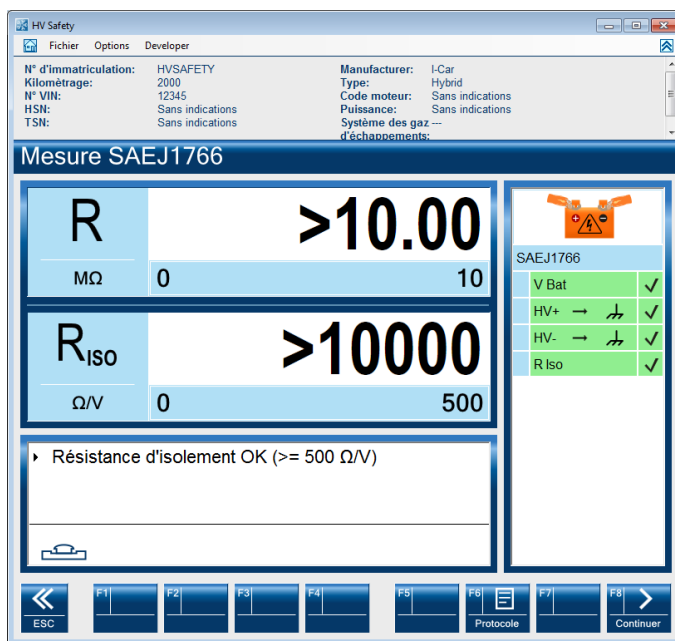 HV Safety
Fichier Options Developer
N° d'immatriculation: HVSAFETY Manufacturer: I-Car
Kilomètrage: 2000 Type: Hybrid
N° VIN: 12345 Code moteur: Sans indications
HSN: Sans indications Puissance: Sans indications
TSN: Sans indications Système des gaz ---
d'échappements:
Mesure SAEJ1766
R >10.00
MΩ 0 10
RISO >10000
Ω/V 0 500
SAEJ1766
V Bat ✓
HV+ → ✓
HV- → ✓
R Iso ✓
Résistance d'isolement OK (>= 500 Ω/V)
ESC F1 F2 F3 F4 F5 F6 Protocole F7 F8 Continuer